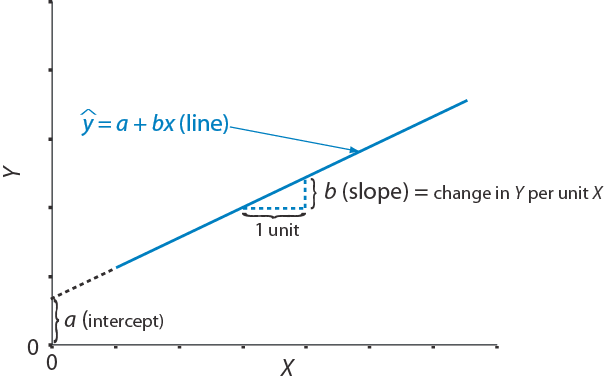 ŷ = a + bx (line)
Y
b (slope) = change in Y per unit X
1 unit
a (intercept)
0
0
X